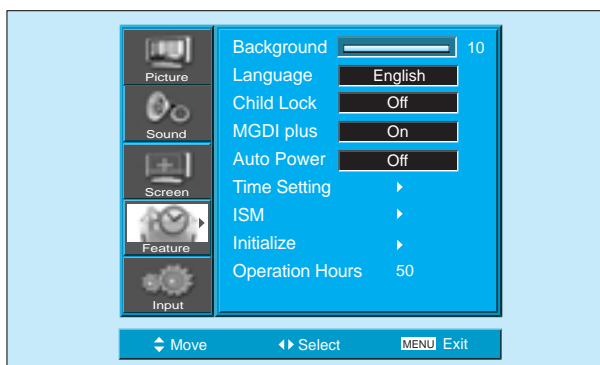 Picture
Sound
Screen
Feature
Input
Background 10
Language English
Child Lock Off
MGDI plus On
Auto Power Off
Time Setting
ISM
Initialize
Operation Hours 50
Move Select MENU Exit